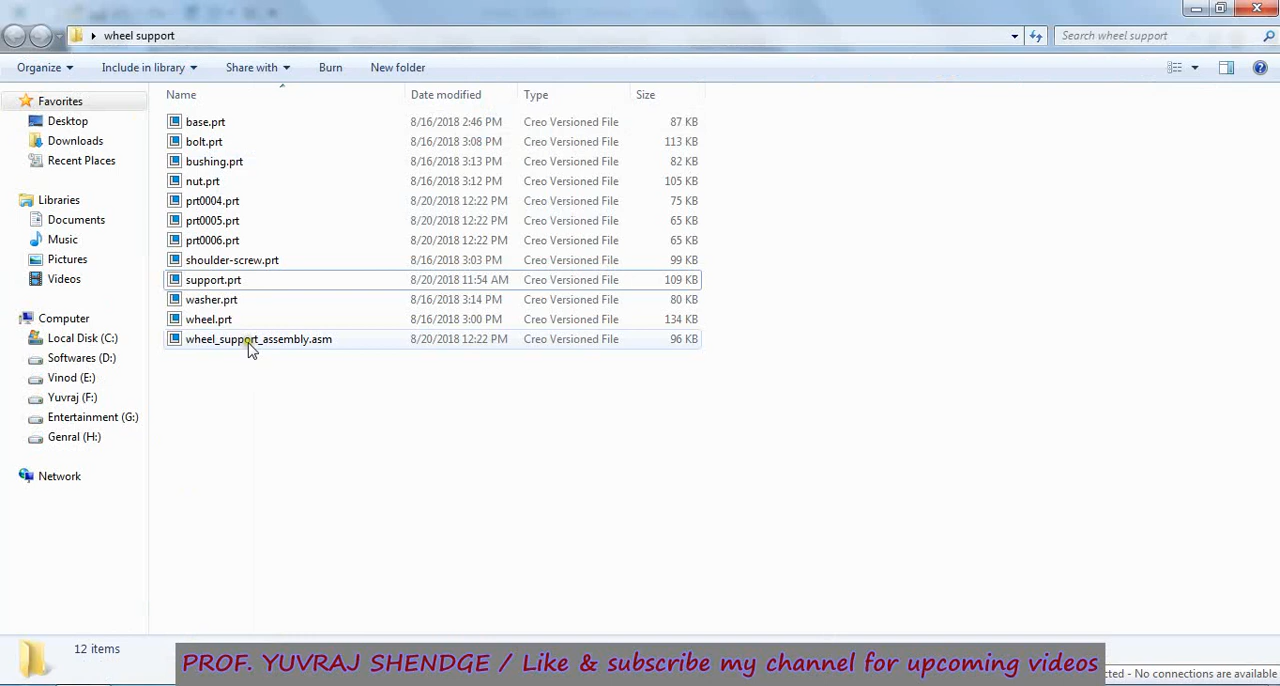 wheel support
Search wheel support
Organize Include in library Share with Burn New folder
Name Date modified Type Size
Favorites
Desktop
Downloads
Recent Places
Libraries
Documents
Music
Pictures
Videos
Computer
Local Disk (C:)
Softwares (D:)
Vinod (E:)
Yuvraj (F:)
Entertainment (G:)
Genral (H:)
Network
base.prt 8/16/2018 2:46 PM Creo Versioned File 87 KB
bolt.prt 8/16/2018 3:08 PM Creo Versioned File 113 KB
bushing.prt 8/16/2018 3:13 PM Creo Versioned File 82 KB
nut.prt 8/16/2018 3:12 PM Creo Versioned File 105 KB
prt0004.prt 8/20/2018 12:22 PM Creo Versioned File 75 KB
prt0005.prt 8/20/2018 12:22 PM Creo Versioned File 65 KB
prt0006.prt 8/20/2018 12:22 PM Creo Versioned File 65 KB
shoulder-screw.prt 8/16/2018 3:03 PM Creo Versioned File 99 KB
support.prt 8/20/2018 11:54 AM Creo Versioned File 109 KB
washer.prt 8/16/2018 3:14 PM Creo Versioned File 80 KB
wheel.prt 8/16/2018 3:00 PM Creo Versioned File 134 KB
wheel_support_assembly.asm 8/20/2018 12:22 PM Creo Versioned File 96 KB
12 items
PROF. YUVRAJ SHENDGE / Like & subscribe my channel for upcoming videos
- No connections are available